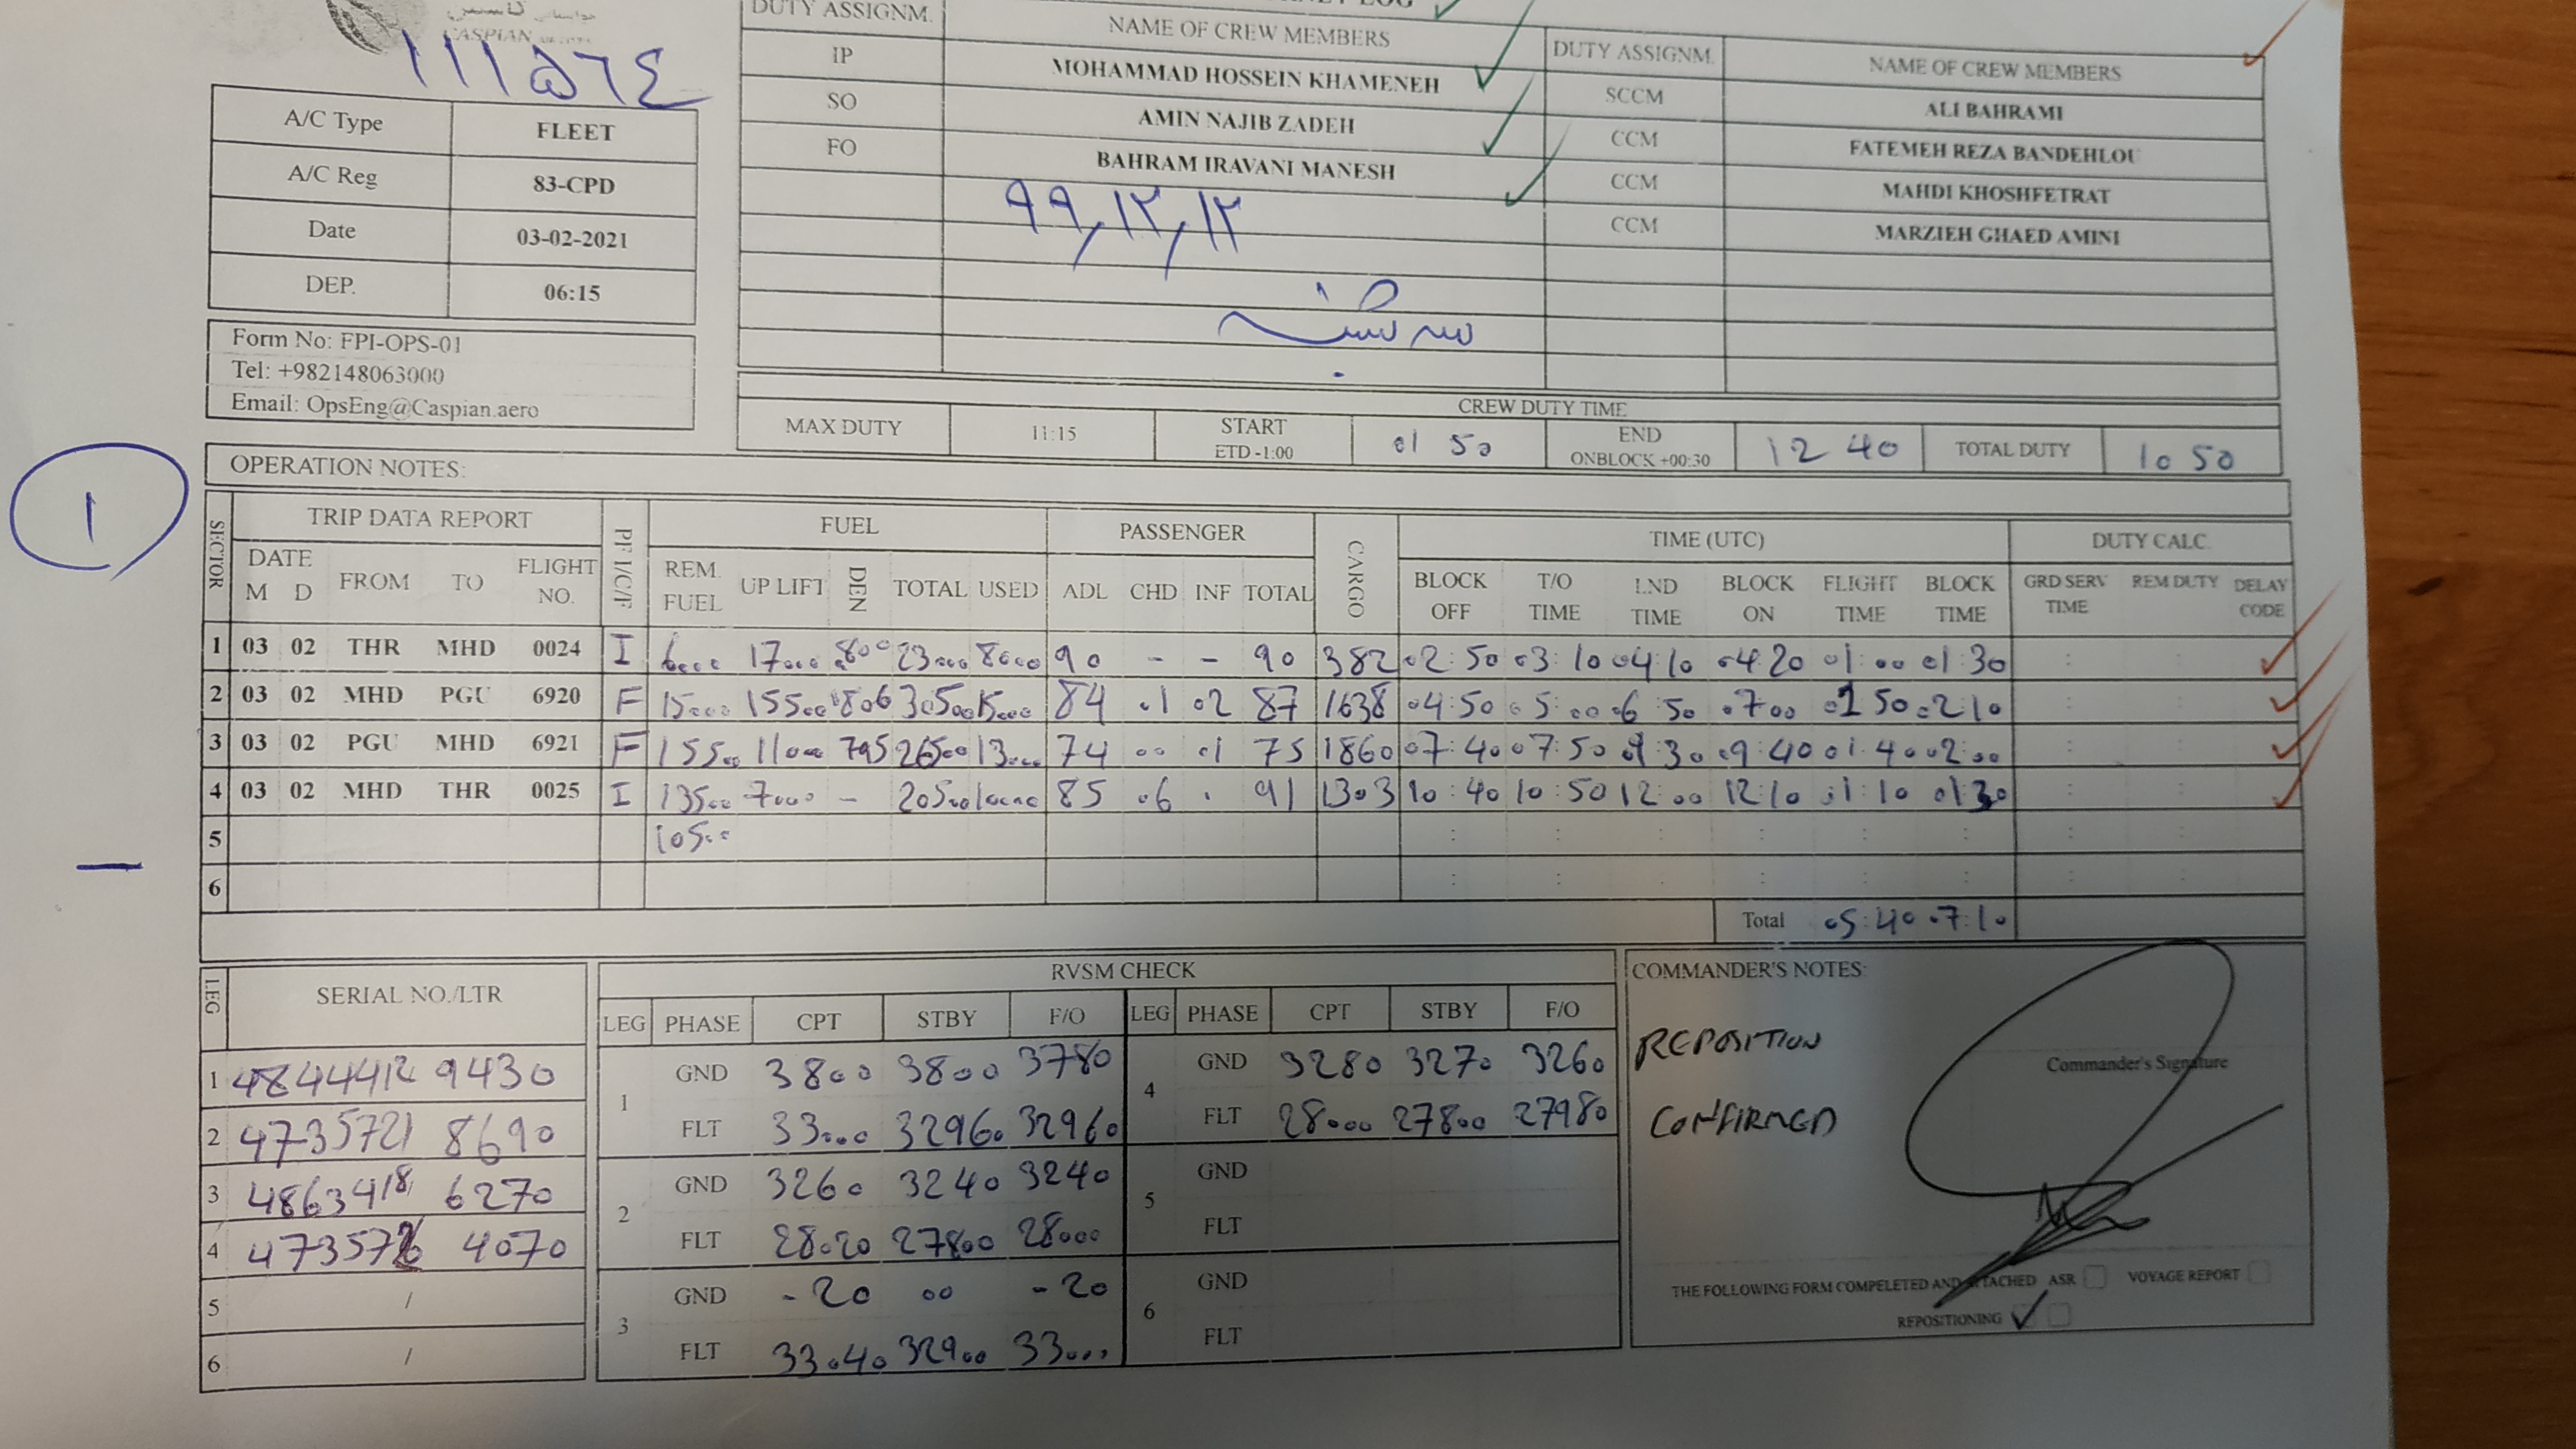 CASPIAN
۱۱۱۵۶۴
A/C Type FLEET
A/C Reg 83-CPD
Date 03-02-2021
DEP. 06:15
Form No: FPI-OPS-01
Tel: +982148063000
Email: OpsEng@Caspian.aero
LOG
DUTY ASSIGNM. NAME OF CREW MEMBERS DUTY ASSIGNM. NAME OF CREW MEMBERS
IP MOHAMMAD HOSSEIN KHAMENEH SCCM ALI BAHRAMI
SO AMIN NAJIB ZADEH CCM FATEMEH REZA BANDEHLOU
FO BAHRAM IRAVANI MANESH CCM MAHDI KHOSHFETRAT
CCM MARZIEH GHAED AMINI
۹۹,۱۲,۱۲
CREW DUTY TIME
MAX DUTY 11:15 START ETD -1:00 01 50 END ONBLOCK +00:30 12 40 TOTAL DUTY 10 50
OPERATION NOTES:
1
SECTOR TRIP DATA REPORT PF I/C/F FUEL PASSENGER CARGO TIME (UTC) DUTY CALC.
DATE M D FROM TO FLIGHT NO. REM. FUEL UP LIFT DEN TOTAL USED ADL CHD INF TOTAL BLOCK OFF T/O TIME LND TIME BLOCK ON FLIGHT TIME BLOCK TIME GRD SERV TIME REM DUTY DELAY CODE
1 03 02 THR MHD 0024 I 6000 17000 800 23000 8000 90 - - 90 382 02:50 03:10 04:10 04:20 01:00 01:30
2 03 02 MHD PGU 6920 F 15000 15500 806 30500 15000 84 01 02 87 1638 04:50 05:00 06:50 07:00 01 50 02:10
3 03 02 PGU MHD 6921 F 15500 11000 795 26500 13000 74 00 01 75 1860 07:40 07:50 09:30 09:40 01:40 02:00
4 03 02 MHD THR 0025 I 13500 7000 - 20500 10000 85 06 0 91 1303 10:40 10:50 12:00 12:10 01:10 01:30
5 10500
6
Total 05:40 07:10
LEG SERIAL NO./LTR
1 4844412 9430
2 4735721 8690
3 4863418 6270
4 4070
5 /
6 /
RVSM CHECK
LEG PHASE CPT STBY F/O LEG PHASE CPT STBY F/O
1 GND 3800 3800 3780 4 GND 3280 3270 3260
FLT 33000 32960 32960 FLT 28000 27800 27980
2 GND 3260 3240 3240 5 GND
FLT 28020 27800 28000 FLT
3 GND -20 00 -20 6 GND
FLT 33040 32900 33000 FLT
COMMANDER'S NOTES:
REPOSITION
CONFIRMED
Commander's Signature
THE FOLLOWING FORM COMPELETED AND ATTACHED ASR VOYAGE REPORT
REPOSITIONING